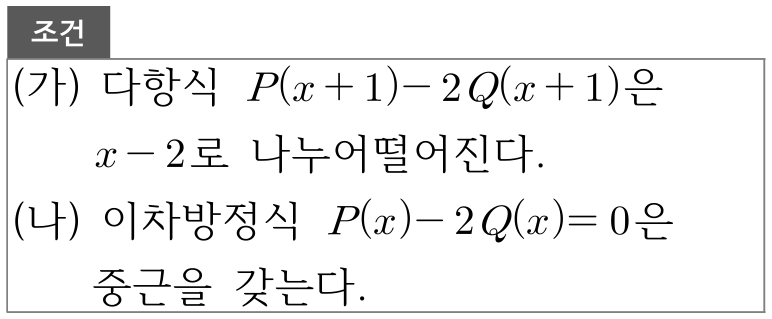 조건
(가) 다항식 P(x+1)-2Q(x+1)은
x-2로 나누어떨어진다.
(나) 이차방정식 P(x)-2Q(x)=0은
중근을 갖는다.